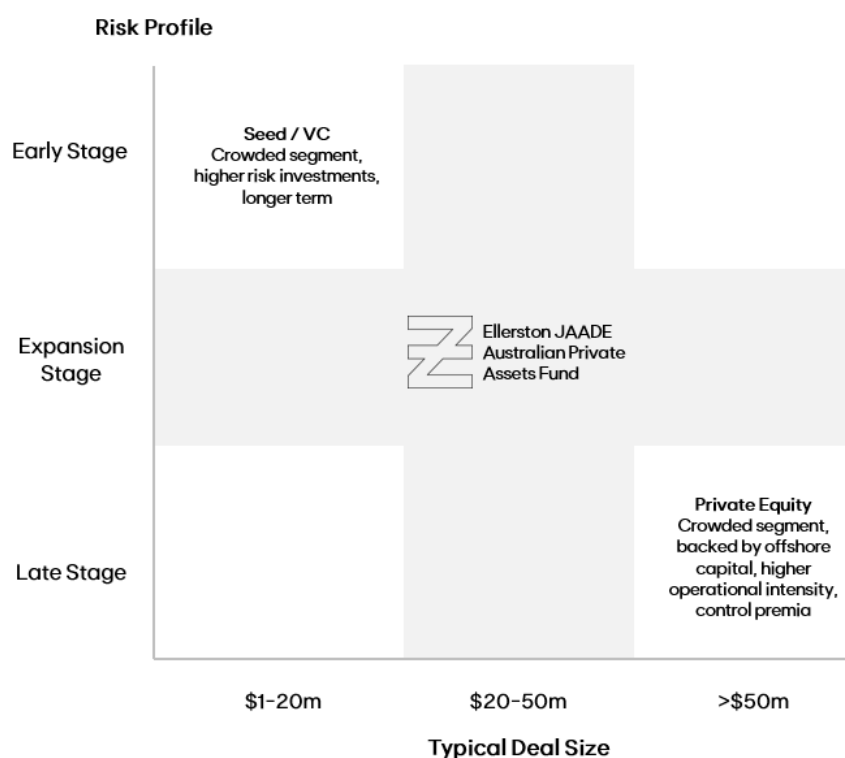 Risk Profile
Early Stage
Seed / VC
Crowded segment,
higher risk investments,
longer term
Expansion
Stage
Ellerston JAADE
Australian Private
Assets Fund
Late Stage
Private Equity
Crowded segment,
backed by offshore
capital, higher
operational intensity,
control premia
$1-20m
$20-50m
>$50m
Typical Deal Size